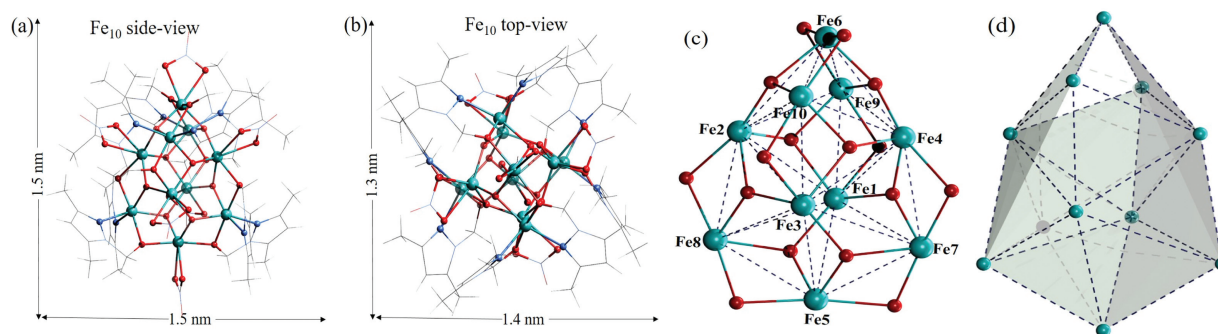 (a)
Fe10 side-view
1.5 nm
1.5 nm
(b)
Fe10 top-view
1.3 nm
1.4 nm
(c)
Fe6
Fe9
Fe10
Fe2
Fe4
Fe1
Fe3
Fe8
Fe7
Fe5
(d)